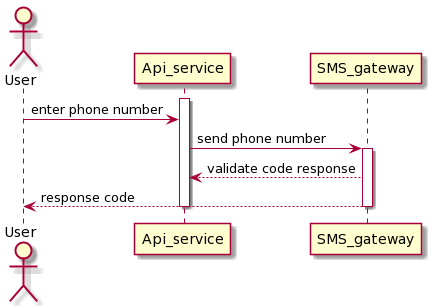 User
Api_service
SMS_gateway
enter phone number
send phone number
validate code response
response code
User
Api_service
SMS_gateway